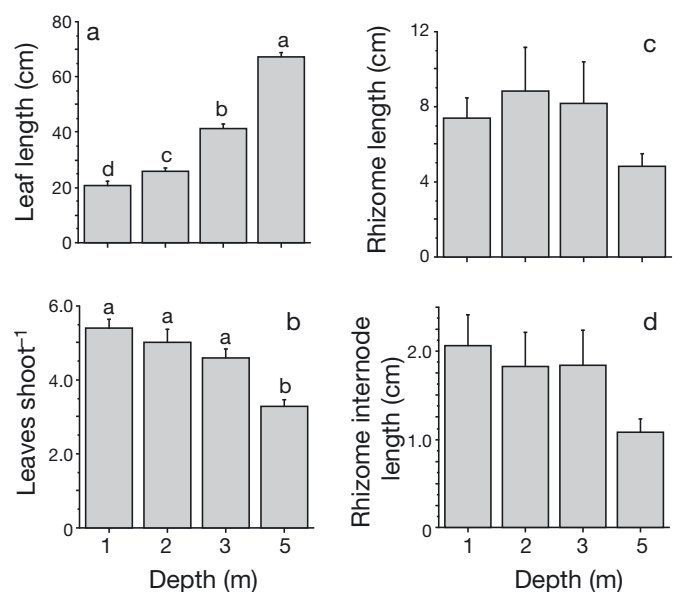 a
Leaf length (cm)
80
60
40
20
0
d
c
b
a
c
Rhizome length (cm)
12
8
4
0
b
Leaves shoot⁻¹
6.0
4.0
2.0
0
a
a
a
b
1 2 3 5
Depth (m)
d
Rhizome internode
length (cm)
2.0
1.0
0
1 2 3 5
Depth (m)